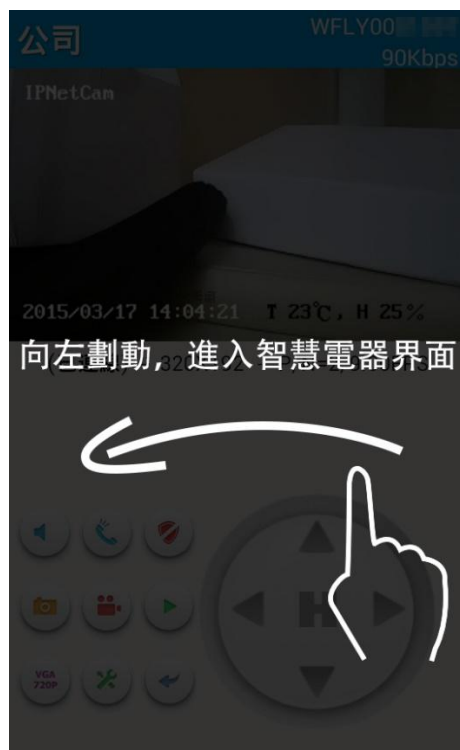 公司
WFLY00
90Kbps
IPNetCam
2015/03/17 14:04:21 T 23℃, H 25%
向左劃動，進入智慧電器界面
VGA
720P
H